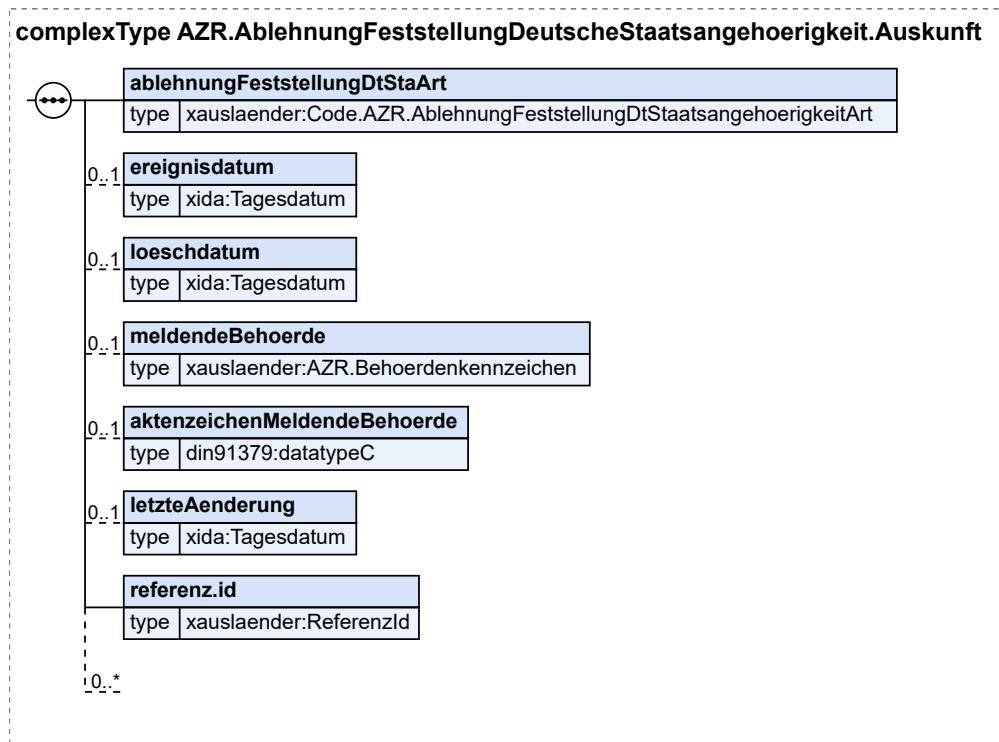 complexType AZR.AblehnungFeststellungDeutscheStaatsangehoerigkeit.Auskunft
ablehnungFeststellungDtStaArt
type xauslaender:Code.AZR.AblehnungFeststellungDtStaatsangehoerigkeitArt
0..1 ereignisdatum
type xida:Tagesdatum
0..1 loeschdatum
type xida:Tagesdatum
0..1 meldendeBehoerde
type xauslaender:AZR.Behoerdenkennzeichen
0..1 aktenzeichenMeldendeBehoerde
type din91379:datatypeC
0..1 letzteAenderung
type xida:Tagesdatum
referenz.id
type xauslaender:ReferenzId
0..*